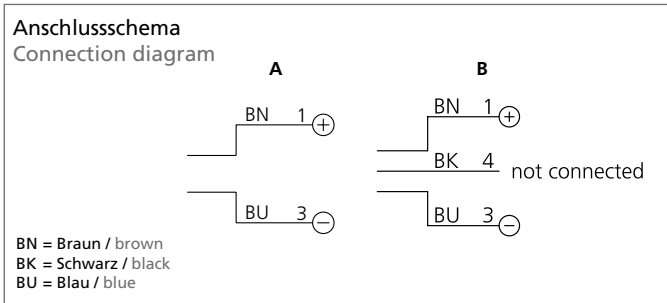 Anschlussschema
Connection diagram
A
BN 1 +
BU 3 −
B
BN 1 +
BK 4 not connected
BU 3 −
BN = Braun / brown
BK = Schwarz / black
BU = Blau / blue